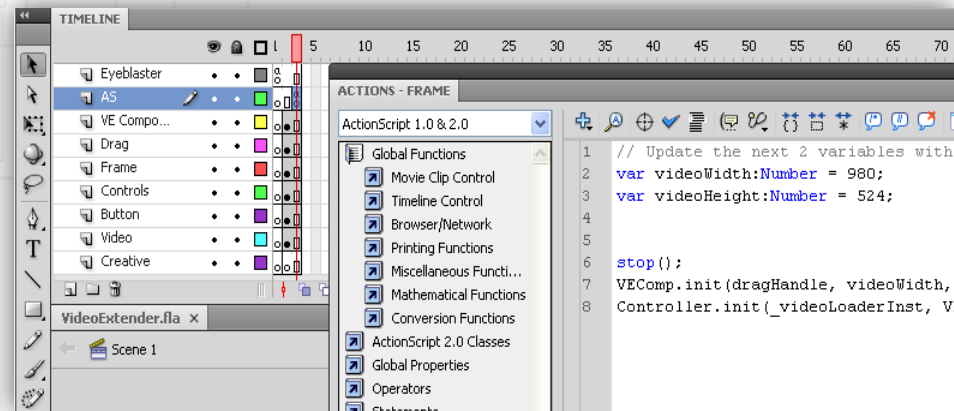 TIMELINE
5 10 15 20 25 30 35 40 45 50 55 60 65 70
Eyeblaster
AS
VE Compo...
Drag
Frame
Controls
Button
Video
Creative
VideoExtender.fla ×
Scene 1
ACTIONS - FRAME
ActionScript 1.0 & 2.0
Global Functions
Movie Clip Control
Timeline Control
Browser/Network
Printing Functions
Miscellaneous Functi...
Mathematical Functions
Conversion Functions
ActionScript 2.0 Classes
Global Properties
Operators
Statements
1 // Update the next 2 variables with
2 var videoWidth:Number = 980;
3 var videoHeight:Number = 524;
4
5
6 stop();
7 VEComp.init(dragHandle, videoWidth,
8 Controller.init(_videoLoaderInst, V